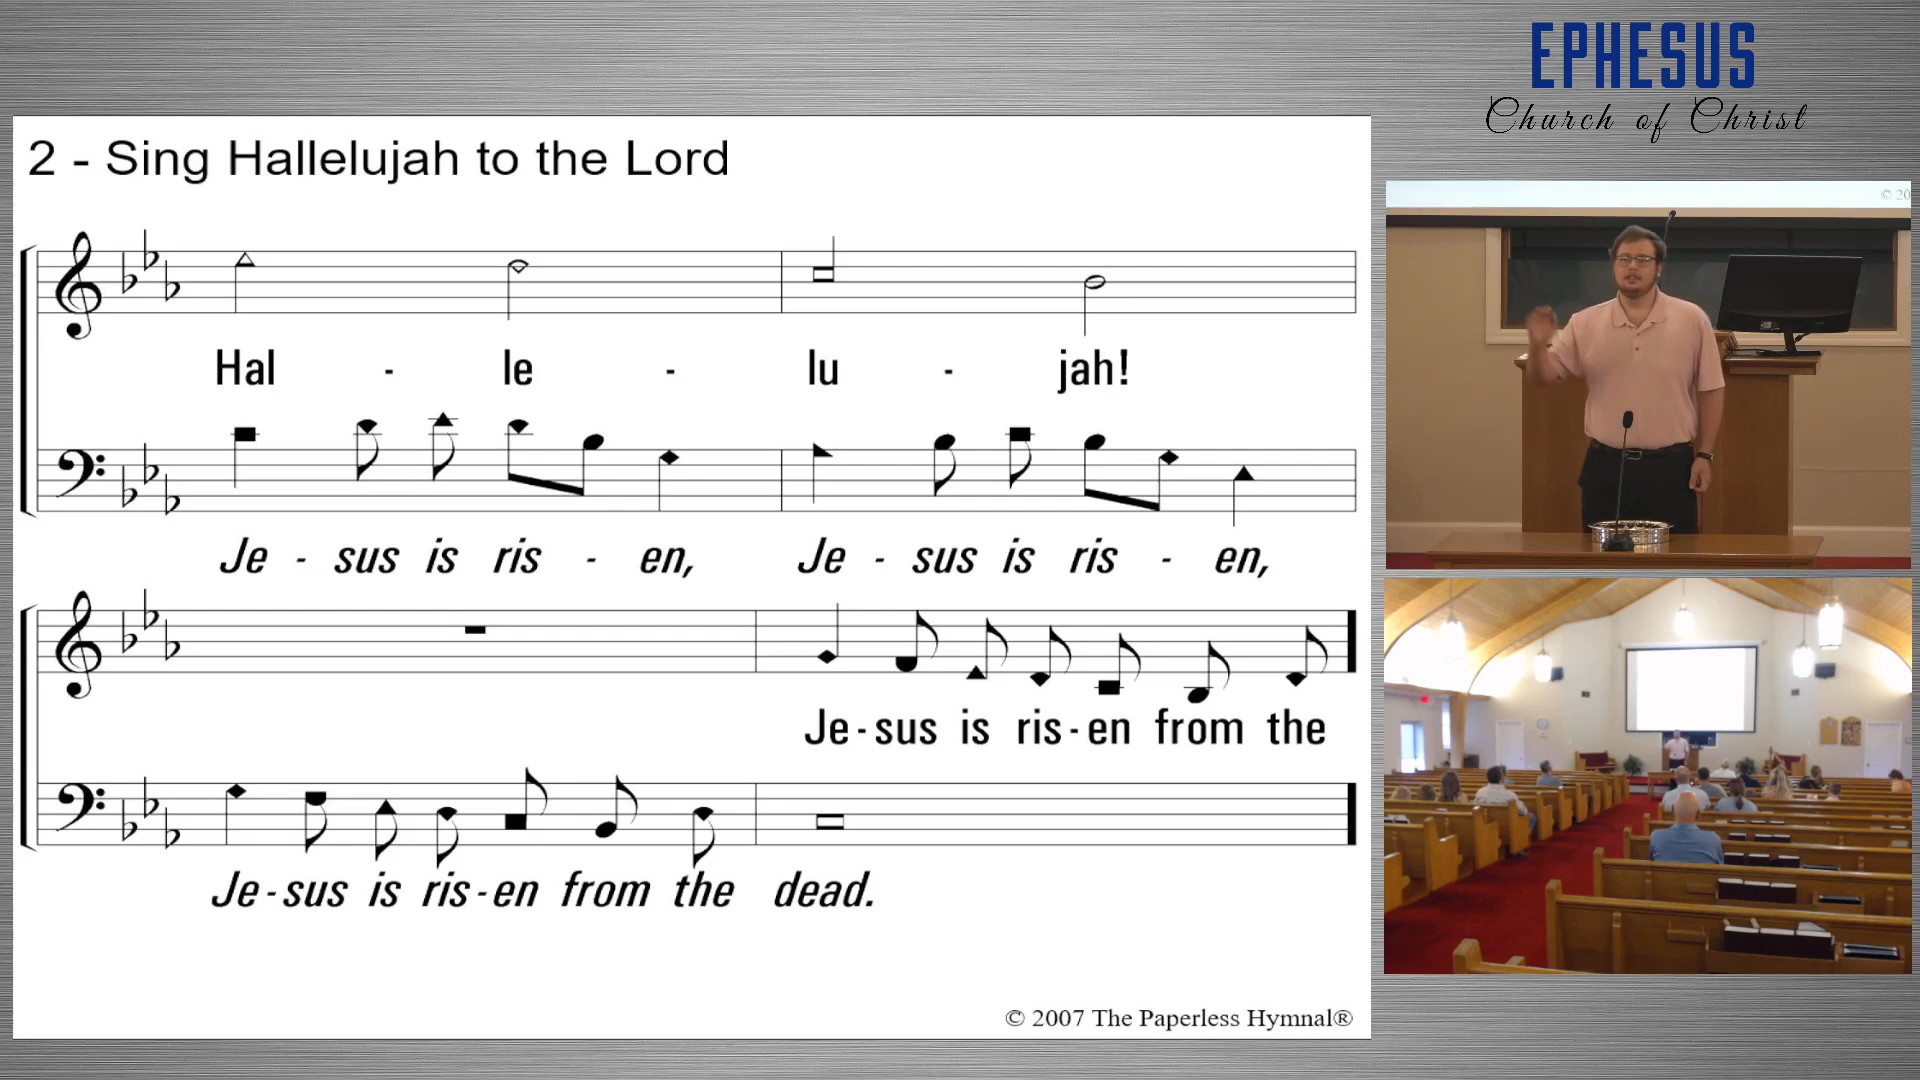 EPHESUS
Church of Christ
2 - Sing Hallelujah to the Lord
Hal - le - lu - jah!
Je - sus is ris - en, Je - sus is ris - en,
Je-sus is ris-en from the
Je-sus is ris-en from the dead.
© 2007 The Paperless Hymnal®
© 20